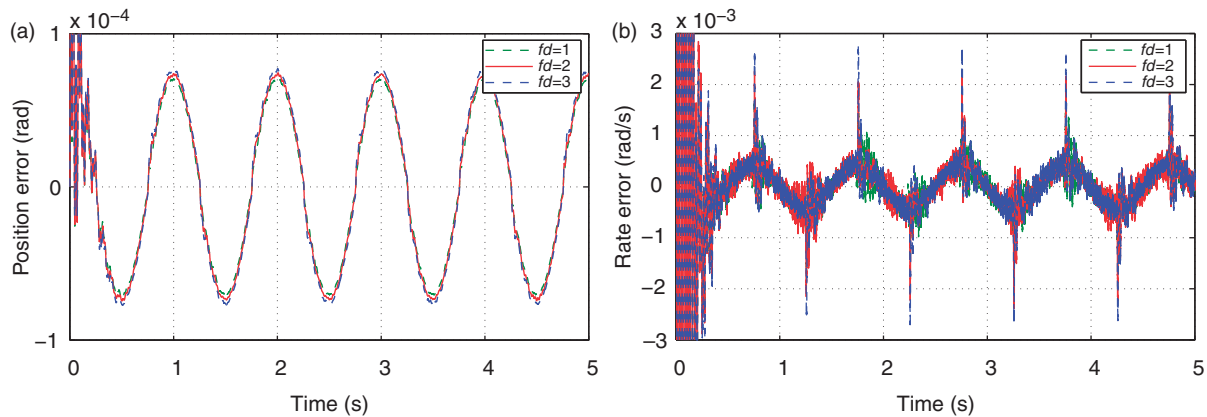 (a)
x 10⁻⁴
1
0
−1
Position error (rad)
fd=1
fd=2
fd=3
0 1 2 3 4 5
Time (s)
(b)
x 10⁻³
3
2
1
0
−1
−2
−3
Rate error (rad/s)
fd=1
fd=2
fd=3
0 1 2 3 4 5
Time (s)